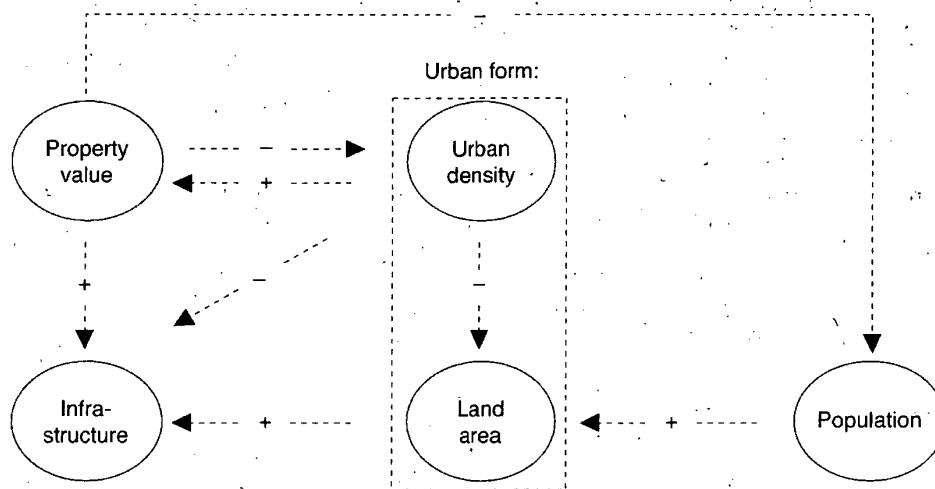 –
Urban form:
Property
value
–
+
Urban
density
+
–
–
Infra-
structure
+
Land
area
+
Population